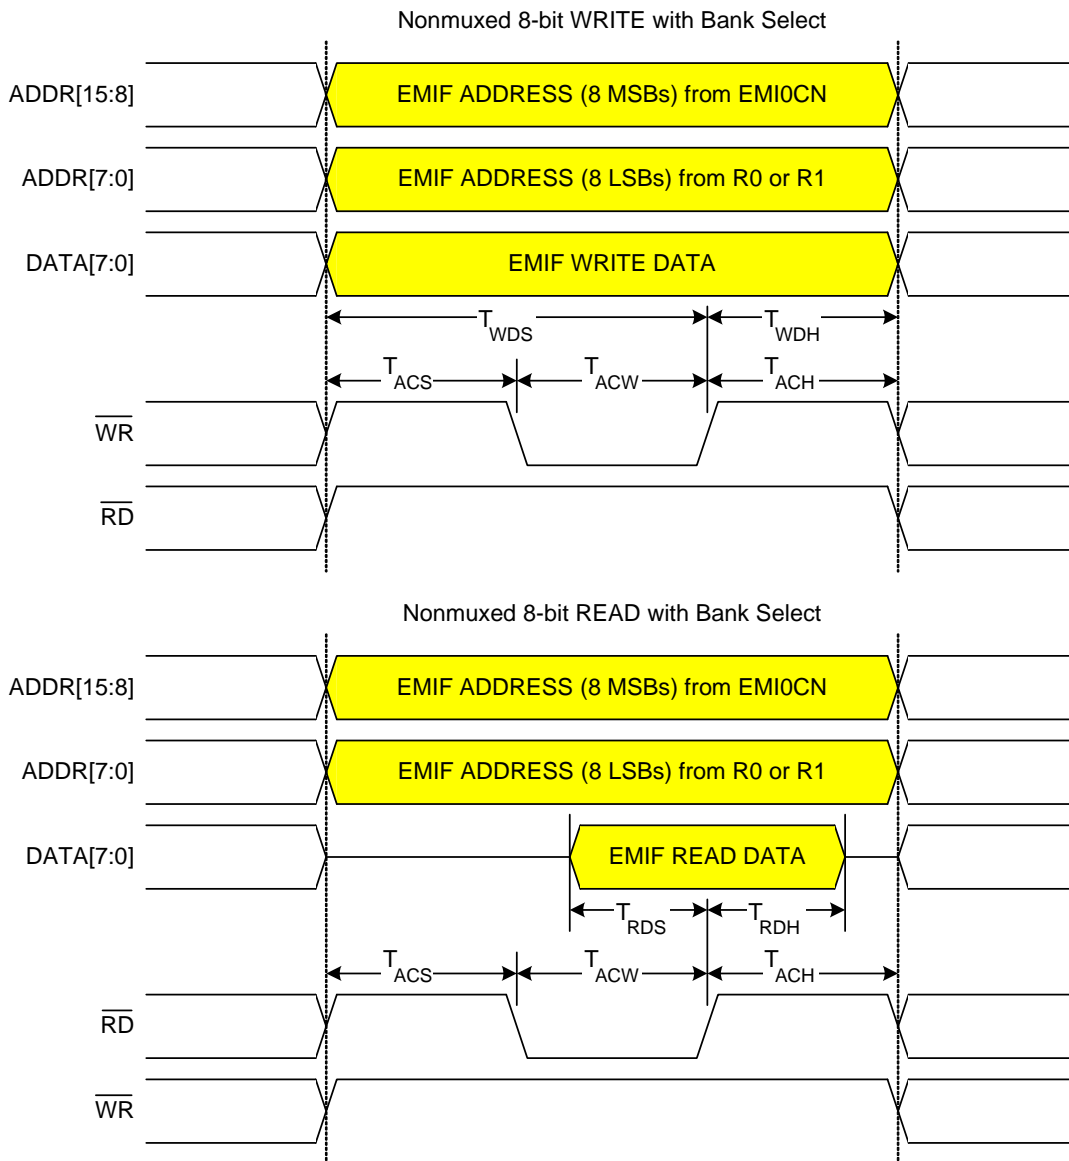 Nonmuxed 8-bit WRITE with Bank Select
ADDR[15:8] EMIF ADDRESS (8 MSBs) from EMI0CN
ADDR[7:0] EMIF ADDRESS (8 LSBs) from R0 or R1
DATA[7:0] EMIF WRITE DATA
TWDS TWDH
TACS TACW TACH
WR
RD
Nonmuxed 8-bit READ with Bank Select
ADDR[15:8] EMIF ADDRESS (8 MSBs) from EMI0CN
ADDR[7:0] EMIF ADDRESS (8 LSBs) from R0 or R1
DATA[7:0] EMIF READ DATA
TRDS TRDH
TACS TACW TACH
RD
WR